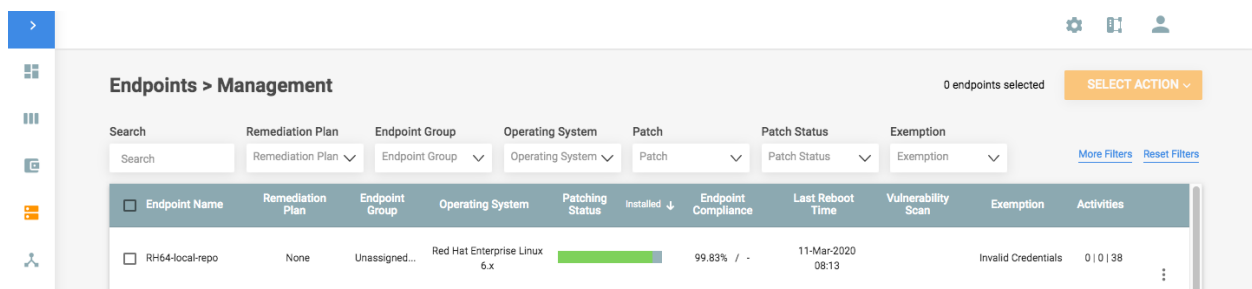 Endpoints > Management
0 endpoints selected
SELECT ACTION
Search
Remediation Plan
Endpoint Group
Operating System
Patch
Patch Status
Exemption
Search
Remediation Plan
Endpoint Group
Operating System
Patch
Patch Status
Exemption
More Filters
Reset Filters
Endpoint Name
Remediation
Plan
Endpoint
Group
Operating System
Patching
Status
Installed
Endpoint
Compliance
Last Reboot
Time
Vulnerability
Scan
Exemption
Activities
RH64-local-repo
None
Unassigned...
Red Hat Enterprise Linux
6.x
99.83% / -
11-Mar-2020
08:13
Invalid Credentials
0 | 0 | 38